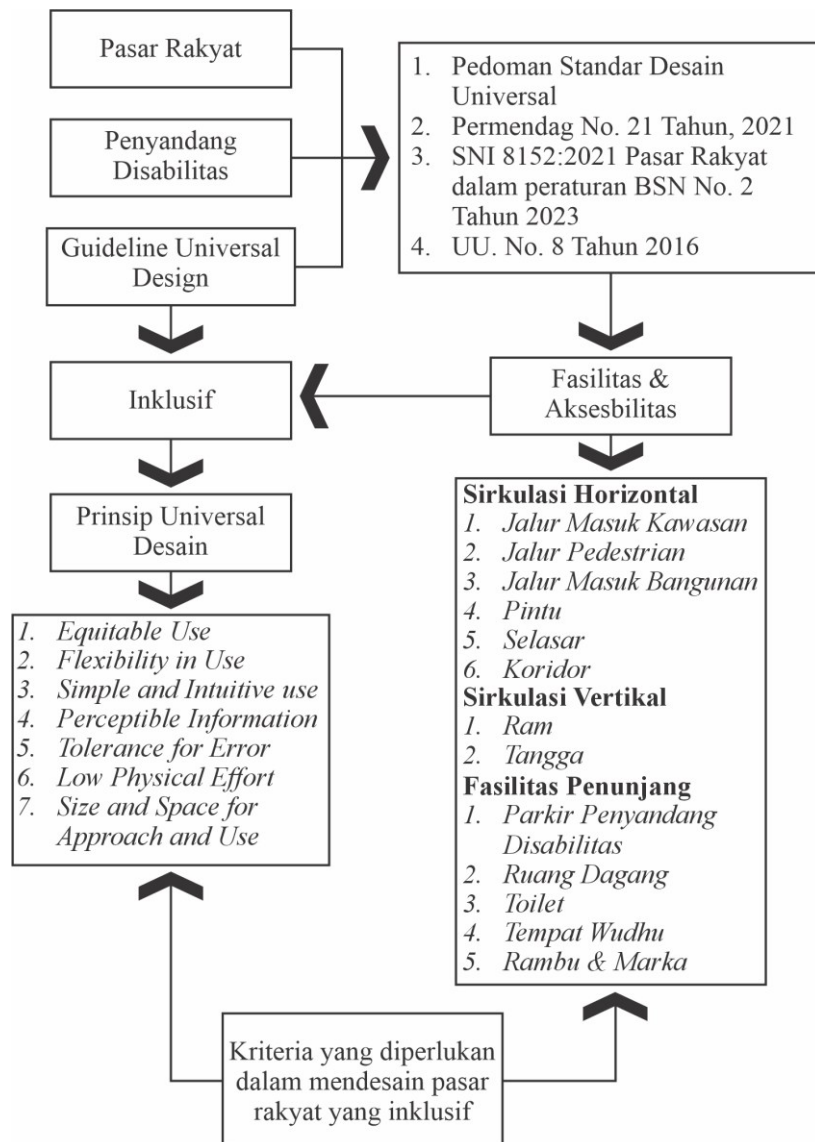 Pasar Rakyat
Penyandang
Disabilitas
Guideline Universal
Design
1. Pedoman Standar Desain
Universal
2. Permendag No. 21 Tahun, 2021
3. SNI 8152:2021 Pasar Rakyat
dalam peraturan BSN No. 2
Tahun 2023
4. UU. No. 8 Tahun 2016
Inklusif
Fasilitas &
Aksesbilitas
Prinsip Universal
Desain
1. Equitable Use
2. Flexibility in Use
3. Simple and Intuitive use
4. Perceptible Information
5. Tolerance for Error
6. Low Physical Effort
7. Size and Space for
Approach and Use
Sirkulasi Horizontal
1. Jalur Masuk Kawasan
2. Jalur Pedestrian
3. Jalur Masuk Bangunan
4. Pintu
5. Selasar
6. Koridor
Sirkulasi Vertikal
1. Ram
2. Tangga
Fasilitas Penunjang
1. Parkir Penyandang
Disabilitas
2. Ruang Dagang
3. Toilet
4. Tempat Wudhu
5. Rambu & Marka
Kriteria yang diperlukan
dalam mendesain pasar
rakyat yang inklusif